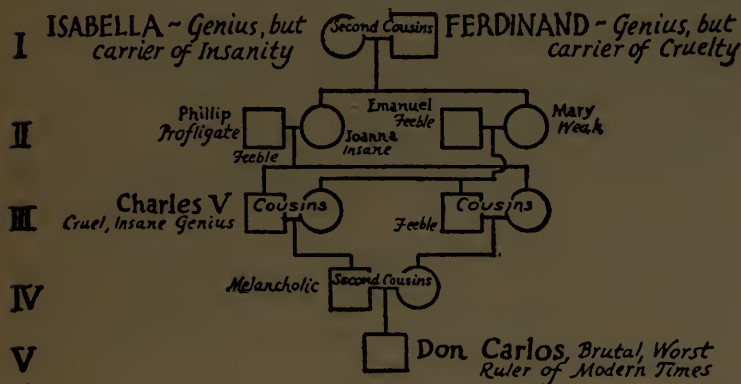 I
ISABELLA ~ Genius, but
carrier of Insanity
Second Cousins
FERDINAND ~ Genius, but
carrier of Cruelty
II
Phillip
Profligate
Feeble
Joanna
Insane
Emanuel
Feeble
Mary
Weak
III
Charles V
Cruel, Insane Genius
Cousins
Feeble
Cousins
IV
Melancholic
Second Cousins
V
Don Carlos, Brutal, Worst
Ruler of Modern Times